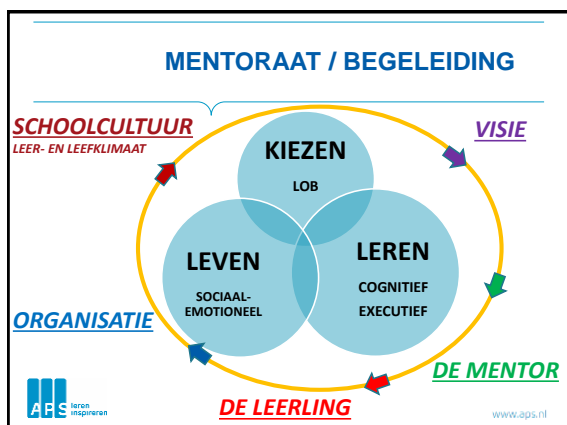 MENTORAAT / BEGELEIDING
SCHOOLCULTUUR
LEER- EN LEEFKLIMAAT
VISIE
KIEZEN
LOB
LEVEN
SOCIAAL-
EMOTIONEEL
LEREN
COGNITIEF
EXECUTIEF
ORGANISATIE
DE MENTOR
DE LEERLING
APS
leren
inspireren
www.aps.nl